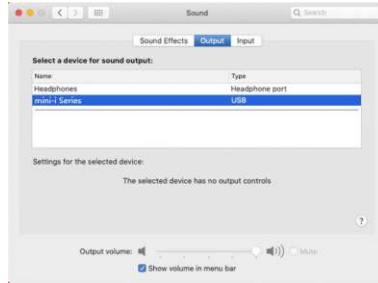 Sound
Search
Sound Effects Output Input
Select a device for sound output:
Name Type
Headphones Headphone port
mini-i Series USB
Settings for the selected device:
The selected device has no output controls
?
Output volume: Mute
Show volume in menu bar